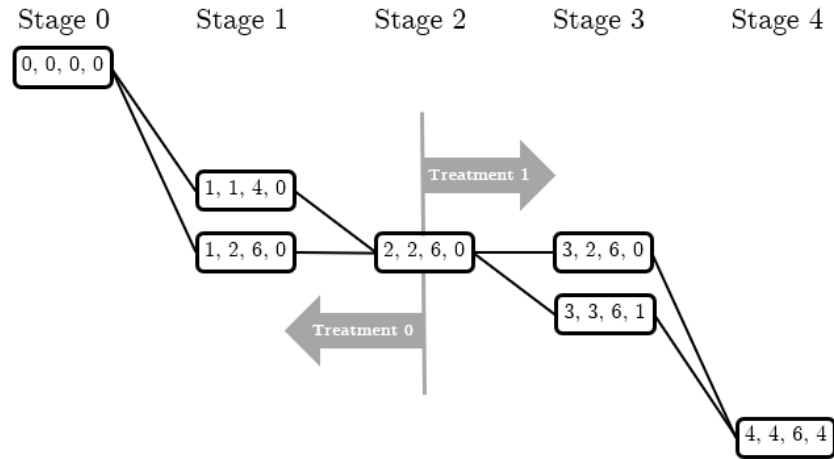 Stage 0 Stage 1 Stage 2 Stage 3 Stage 4
0, 0, 0, 0
Treatment 1
1, 1, 4, 0
1, 2, 6, 0 2, 2, 6, 0 3, 2, 6, 0
3, 3, 6, 1
Treatment 0
4, 4, 6, 4